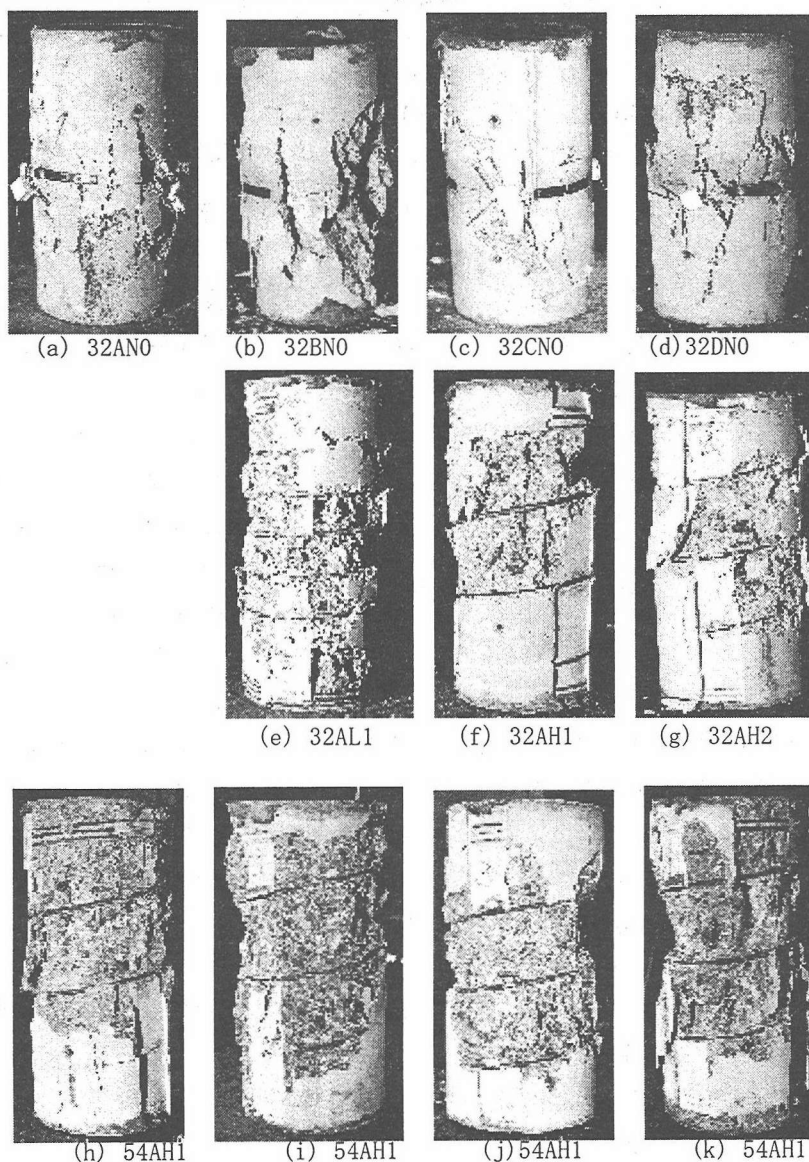 (a) 32AN0
(b) 32BN0
(c) 32CN0
(d) 32DN0
(e) 32AL1
(f) 32AH1
(g) 32AH2
(h) 54AH1
(i) 54AH1
(j) 54AH1
(k) 54AH1